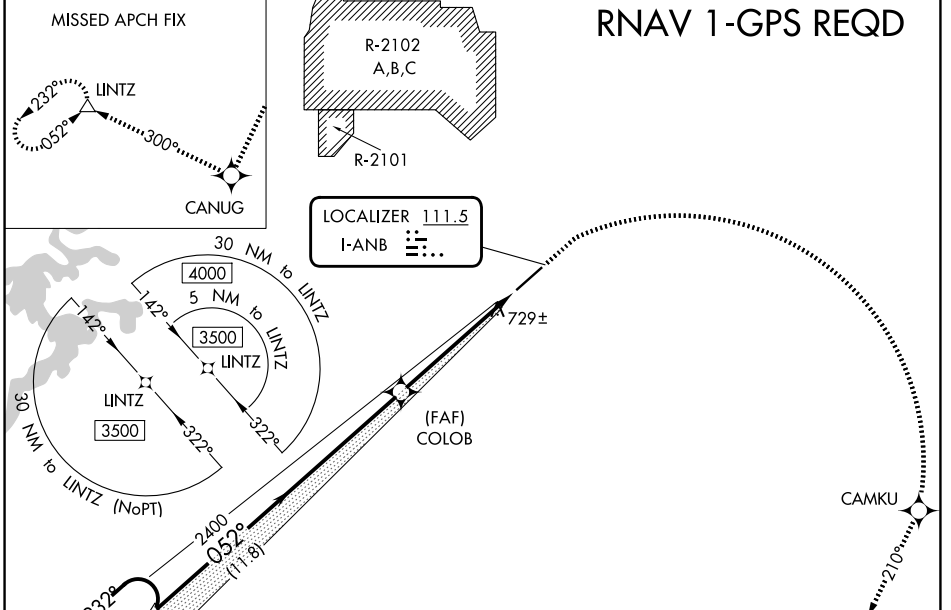 MISSED APCH FIX
LINTZ
232°
052°
300°
CANUG
R-2102
A,B,C
R-2101
RNAV 1-GPS REQD
LOCALIZER 111.5
I-ANB
30 NM to LINTZ
4000
142°
5 NM to LINTZ
3500
LINTZ
322°
142°
LINTZ
3500
322°
30 NM to LINTZ (NoPT)
729±
(FAF)
COLOB
2400
052°
(11.8)
232°
CAMKU
210°